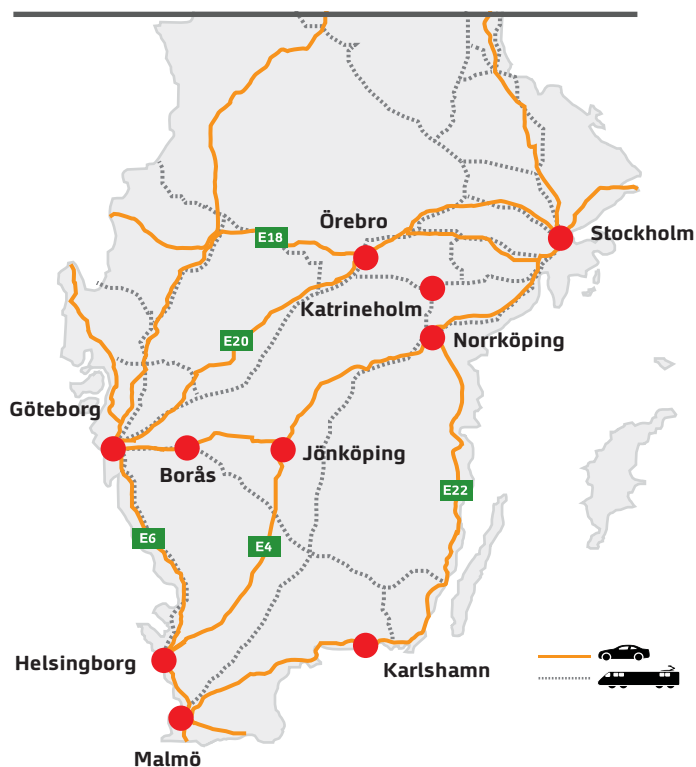 Örebro
E18
Stockholm
Katrineholm
E20
Norrköping
Göteborg
Jönköping
Borås
E22
E6
E4
Helsingborg
Karlshamn
Malmö